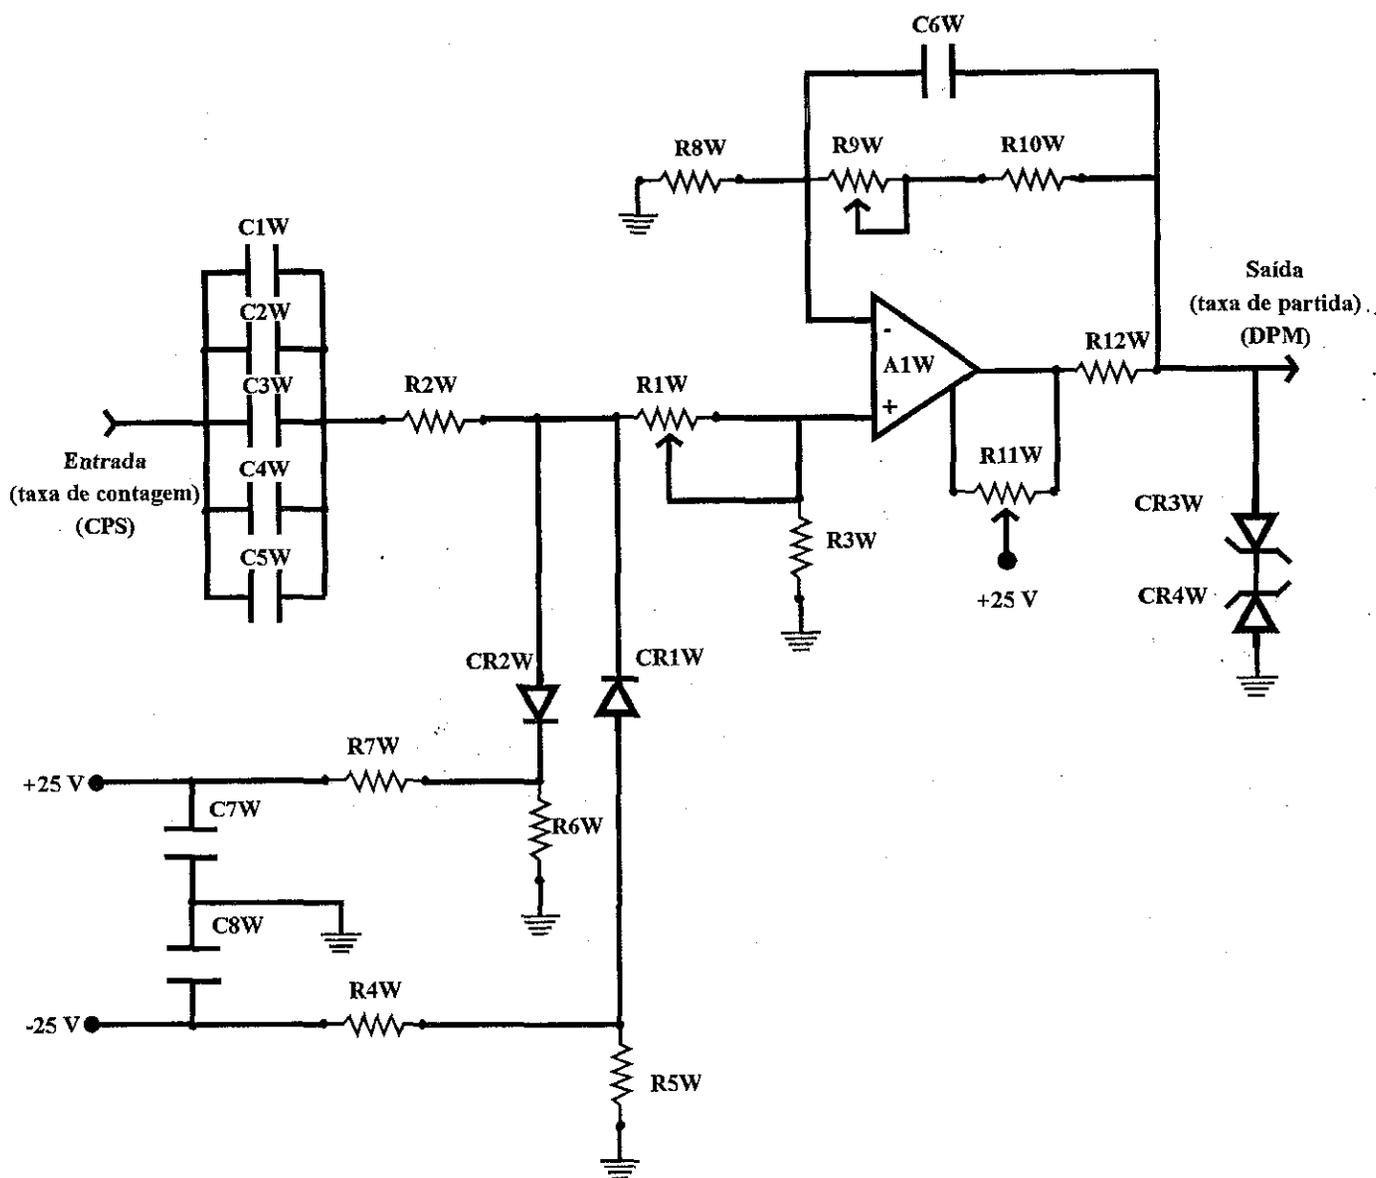 C6W
R8W
R9W
R10W
C1W
C2W
C3W
C4W
C5W
Entrada
(taxa de contagem)
(CPS)
R2W
R1W
-
A1W
+
R12W
Saída
(taxa de partida)
(DPM)
R11W
+25 V
R3W
CR3W
CR4W
CR2W
CR1W
R7W
+25 V
C7W
R6W
C8W
R4W
-25 V
R5W